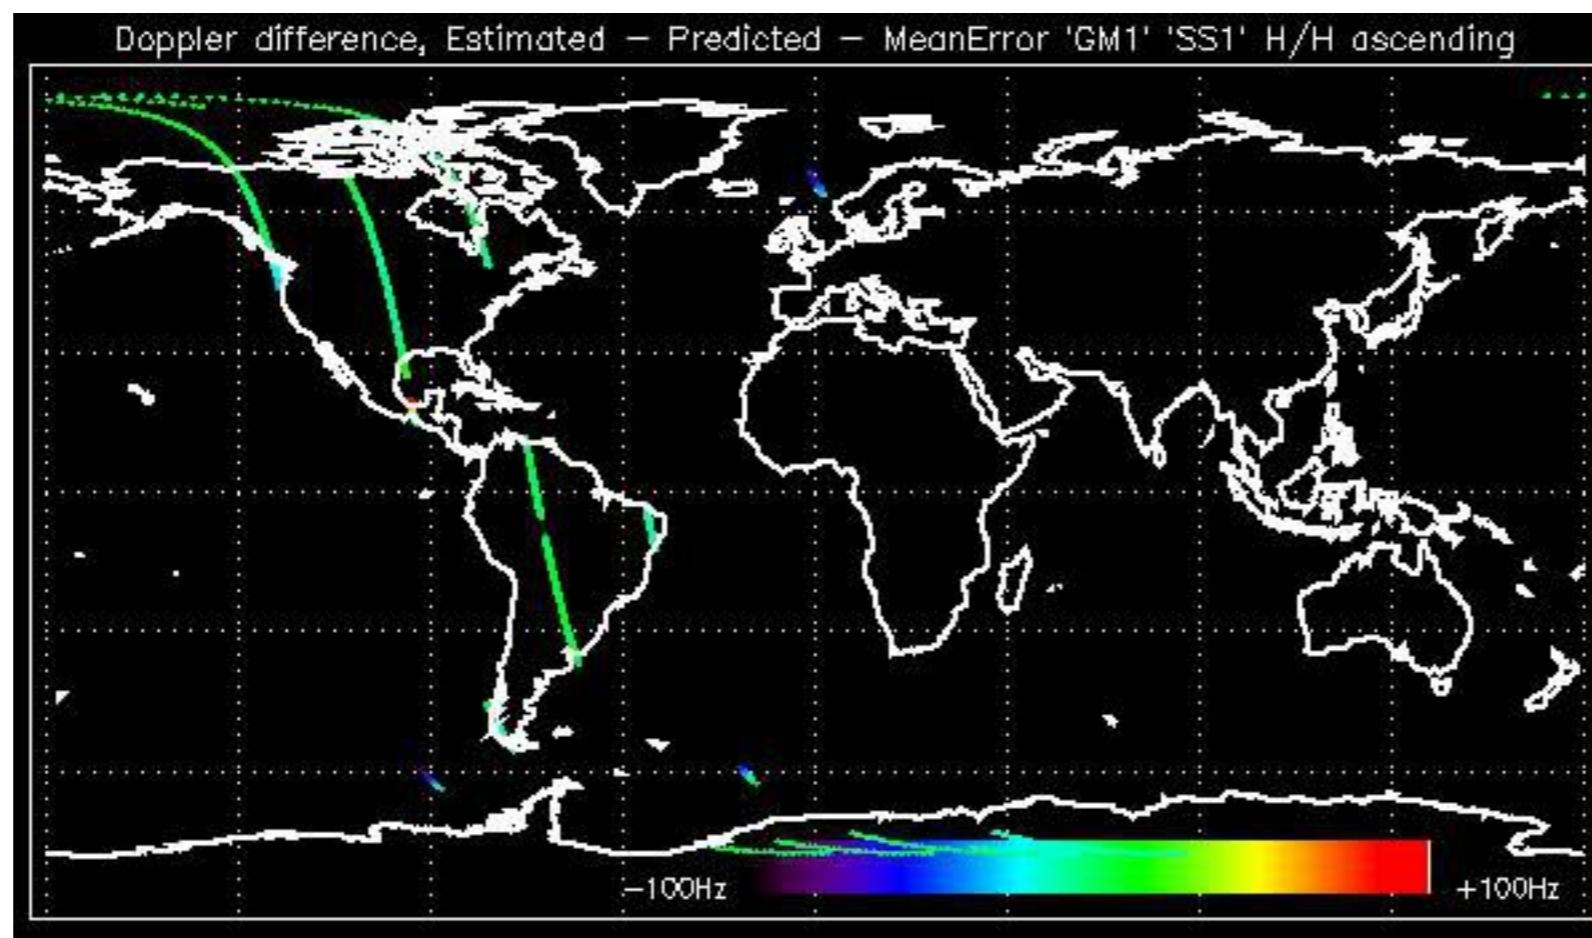 Doppler difference, Estimated – Predicted – MeanError 'GM1' 'SS1' H/H ascending
–100Hz +100Hz